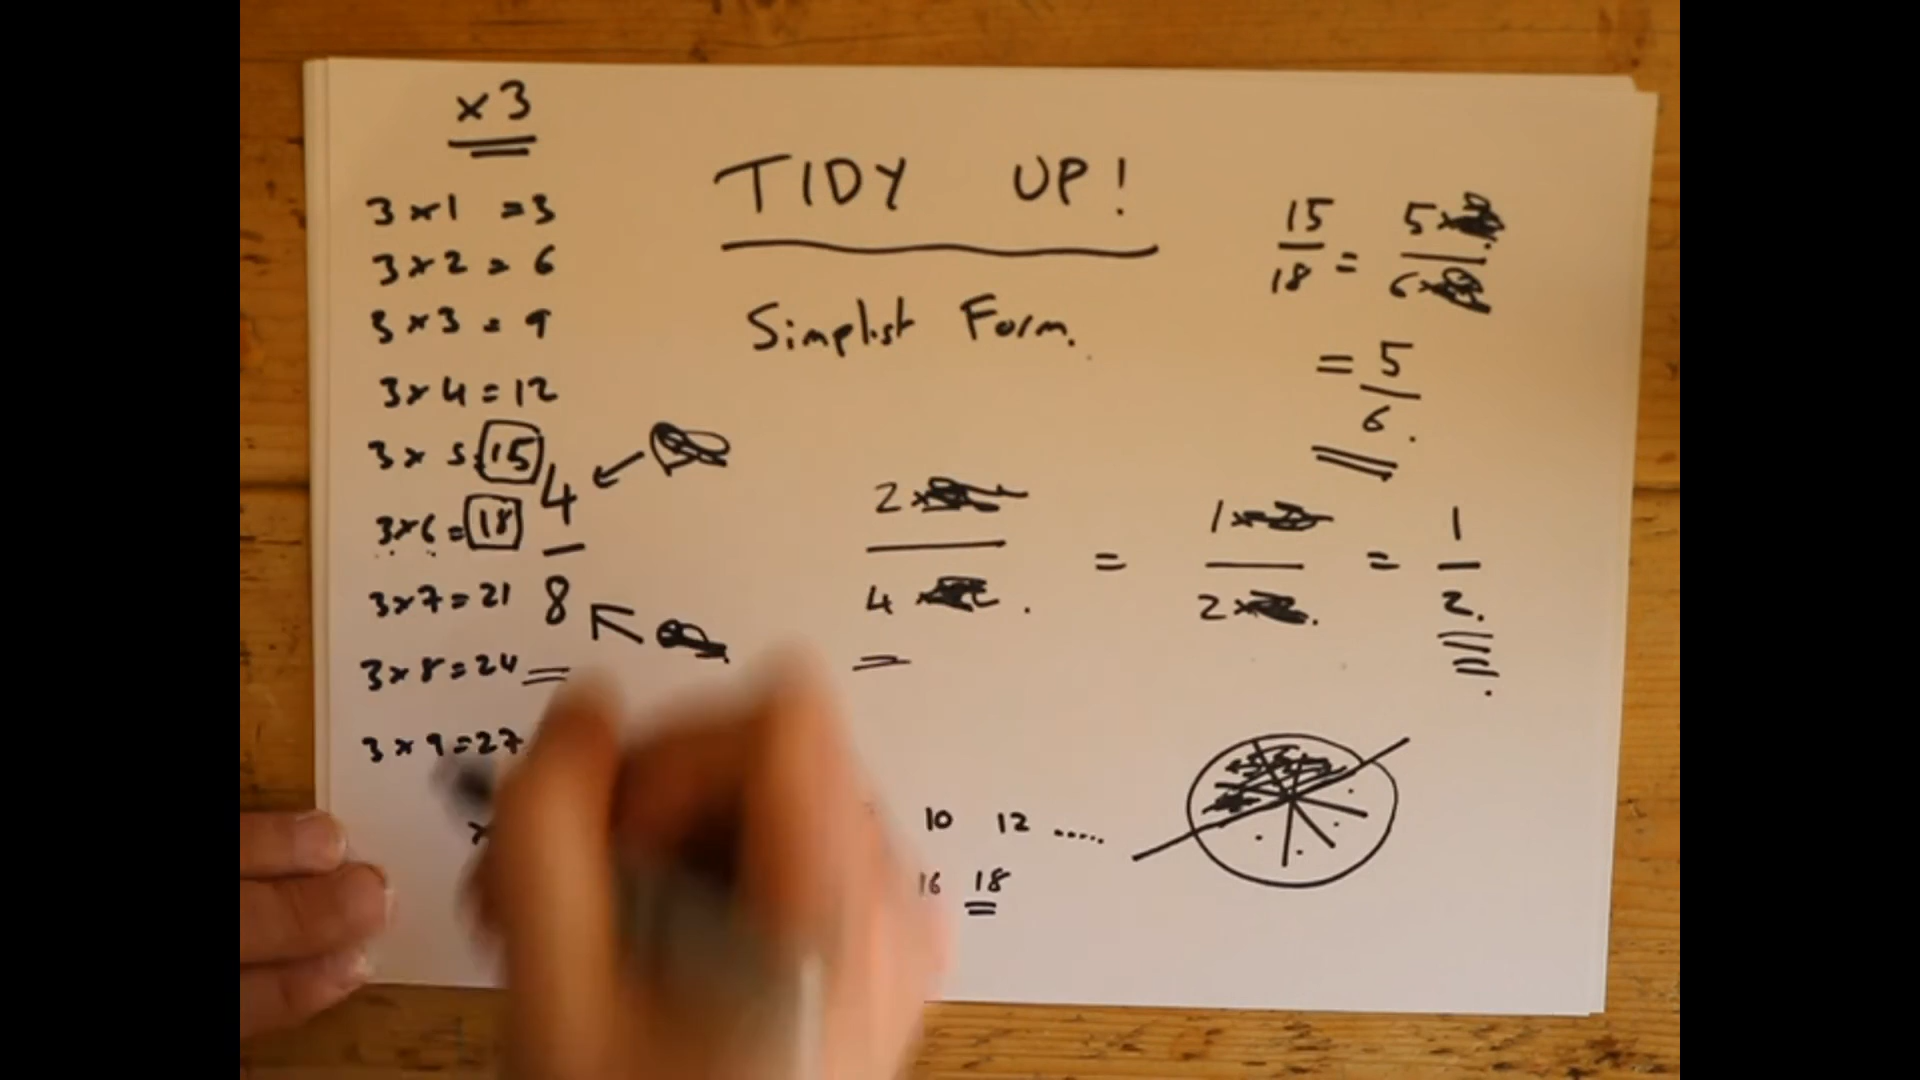 x3
3 x 1 = 3
3 x 2 = 6
3 x 3 = 9
3 x 4 = 12
3 x 5 15
3 x 6 = 18
3 x 7 = 21
3 x 8 = 24
3 x 9 = 27
TIDY UP!
Simplist Form.
15/18 = 5 x / 6 x
= 5/6
4/8
2 x / 4 x = 1 x / 2 x = 1/2
10 12 .....
16 18